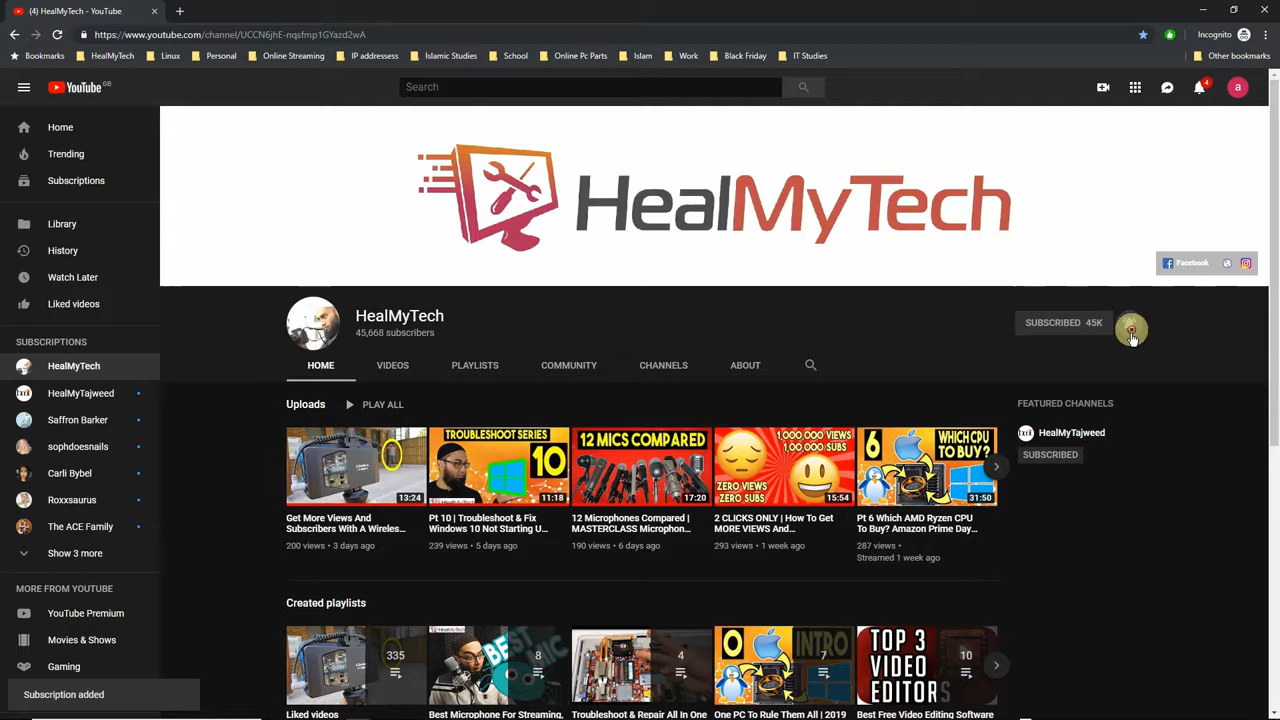 (4) HealMyTech - YouTube
https://www.youtube.com/channel/UCCN6jhE-nqsfmp1GYazd2wA
Incognito
Bookmarks HealMyTech Linux Personal Online Streaming IP addressess Islamic Studies School Online Pc Parts Islam Work Black Friday IT Studies Other bookmarks
YouTube GB
Search
4
a
Home
Trending
Subscriptions
Library
History
Watch Later
Liked videos
SUBSCRIPTIONS
HealMyTech
HealMyTajweed
Saffron Barker
sophdoesnails
Carli Bybel
Roxxsaurus
The ACE Family
Show 3 more
MORE FROM YOUTUBE
YouTube Premium
Movies & Shows
Gaming
Subscription added
HealMyTech
Facebook
HealMyTech
45,668 subscribers
SUBSCRIBED 45K
HOME VIDEOS PLAYLISTS COMMUNITY CHANNELS ABOUT
Uploads PLAY ALL
13:24
Get More Views And
Subscribers With A Wireles...
200 views • 3 days ago
TROUBLESHOOT SERIES
10
11:18
Pt 10 | Troubleshoot & Fix
Windows 10 Not Starting U...
239 views • 5 days ago
12 MICS COMPARED
17:20
12 Microphones Compared |
MASTERCLASS Microphon...
190 views • 6 days ago
1,000,000 VIEWS
1,00,000 SUBS
ZERO VIEWS
ZERO SUBS
15:54
2 CLICKS ONLY | How To Get
MORE VIEWS And...
293 views • 1 week ago
6
WHICH CPU
TO BUY?
31:50
Pt 6 Which AMD Ryzen CPU
To Buy? Amazon Prime Day...
287 views •
Streamed 1 week ago
FEATURED CHANNELS
HealMyTajweed
SUBSCRIBED
Created playlists
335
Liked videos
BEST
8
Best Microphone For Streaming,
4
Troubleshoot & Repair All In One
0
INTRO
7
One PC To Rule Them All | 2019
TOP 3
VIDEO
EDITORS
10
Best Free Video Editing Software